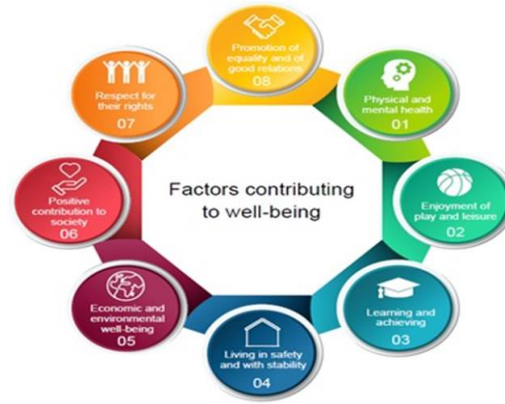 Factors contributing
to well-being
Physical and
mental health
01
Enjoyment of
play and leisure
02
Learning and
achieving
03
Living in safety
and with stability
04
Economic and
environmental
well-being
05
Positive
contribution to
society
06
Respect for
their rights
07
Promotion of
equality and of
good relations
08